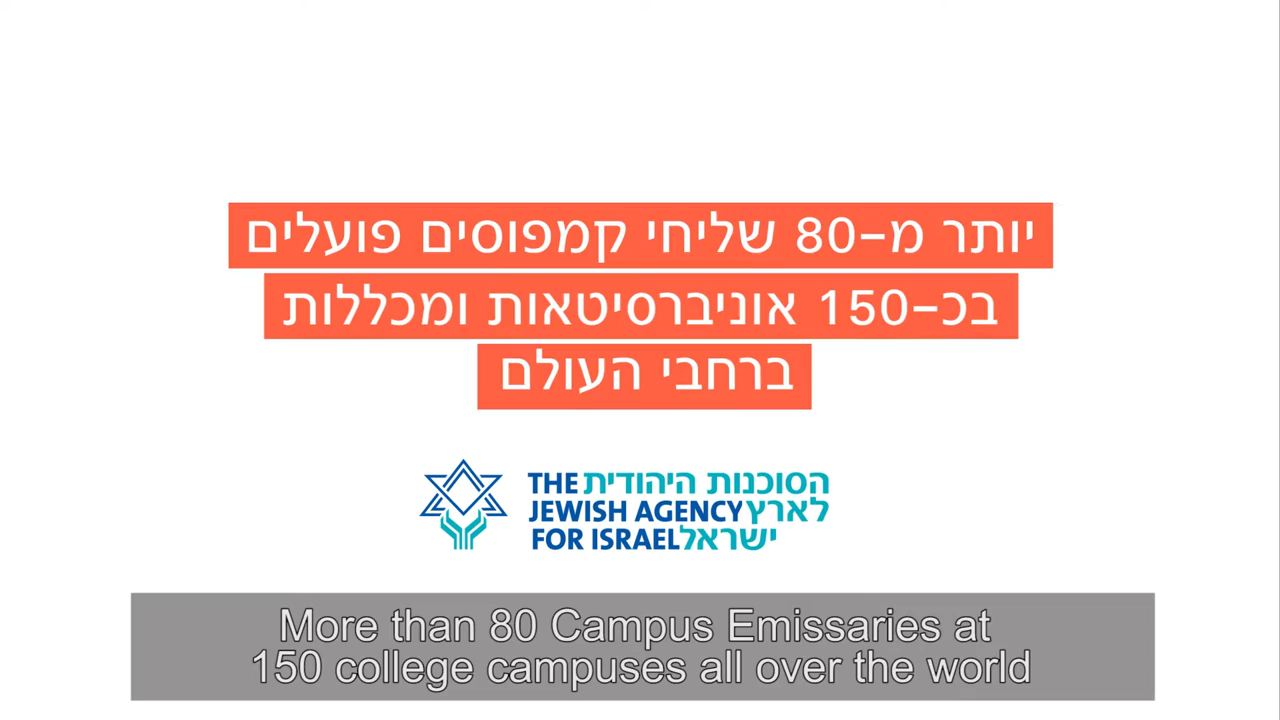 יותר מ-80 שליחי קמפוסים פועלים
בכ-150 אוניברסיטאות ומכללות
ברחבי העולם
THE הסוכנות היהודית
JEWISH AGENCY לארץ
FOR ISRAEL ישראל
More than 80 Campus Emissaries at
150 college campuses all over the world